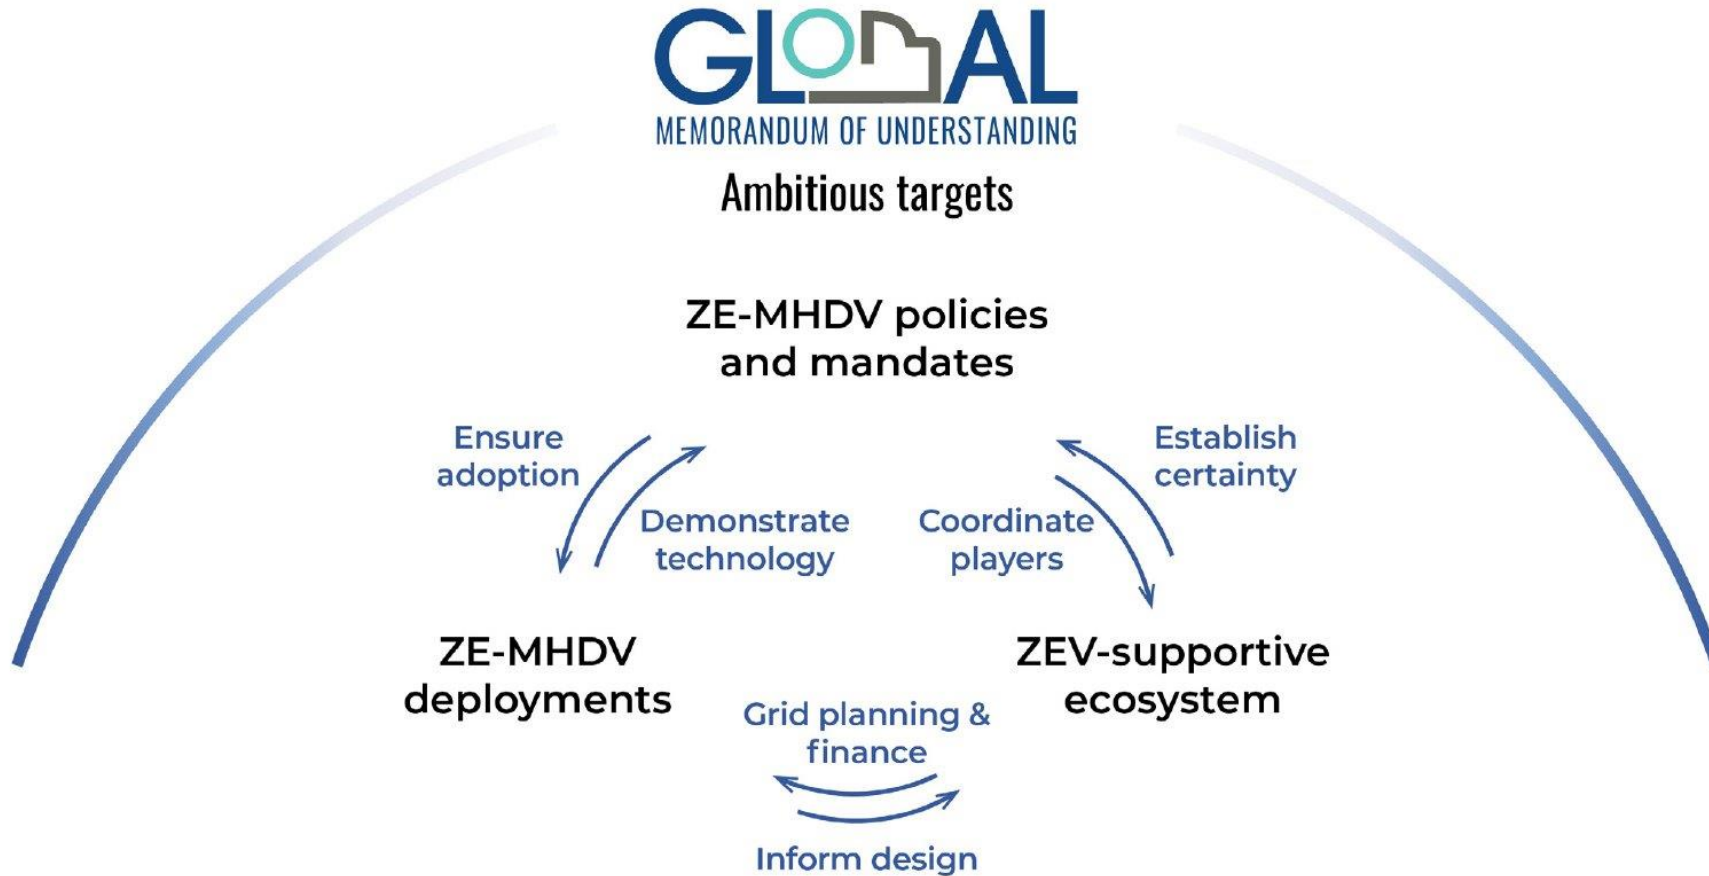 GLOBAL
MEMORANDUM OF UNDERSTANDING
Ambitious targets
ZE-MHDV policies
and mandates
Ensure
adoption
Demonstrate
technology
Coordinate
players
Establish
certainty
ZE-MHDV
deployments
ZEV-supportive
ecosystem
Grid planning &
finance
Inform design